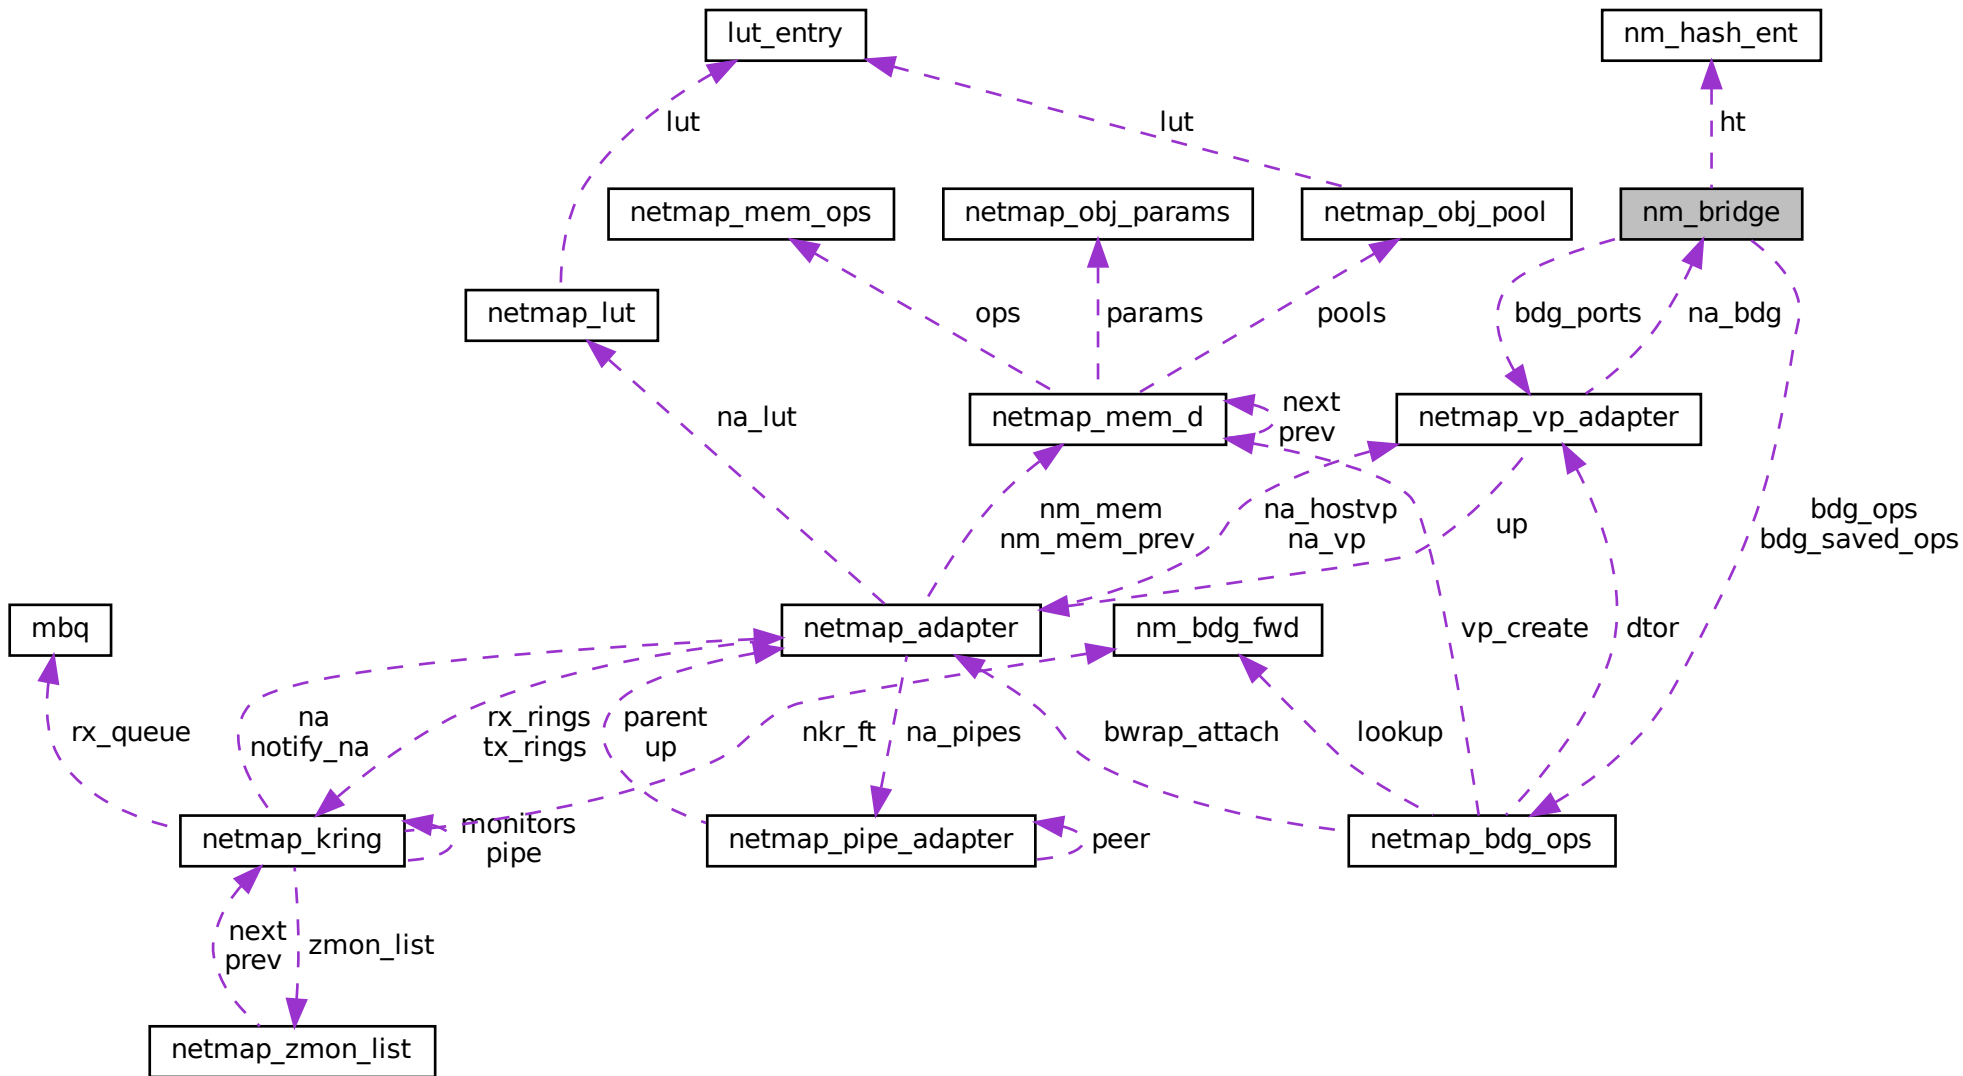 lut_entry
nm_hash_ent
lut
lut
ht
netmap_mem_ops
netmap_obj_params
netmap_obj_pool
nm_bridge
netmap_lut
ops
params
pools
bdg_ports
na_bdg
na_lut
netmap_mem_d
next
prev
netmap_vp_adapter
nm_mem
nm_mem_prev
na_hostvp
na_vp
up
bdg_ops
bdg_saved_ops
mbq
netmap_adapter
nm_bdg_fwd
vp_create
dtor
rx_queue
na
notify_na
rx_rings
tx_rings
parent
up
nkr_ft
na_pipes
bwrap_attach
lookup
netmap_kring
monitors
pipe
netmap_pipe_adapter
peer
netmap_bdg_ops
next
prev
zmon_list
netmap_zmon_list